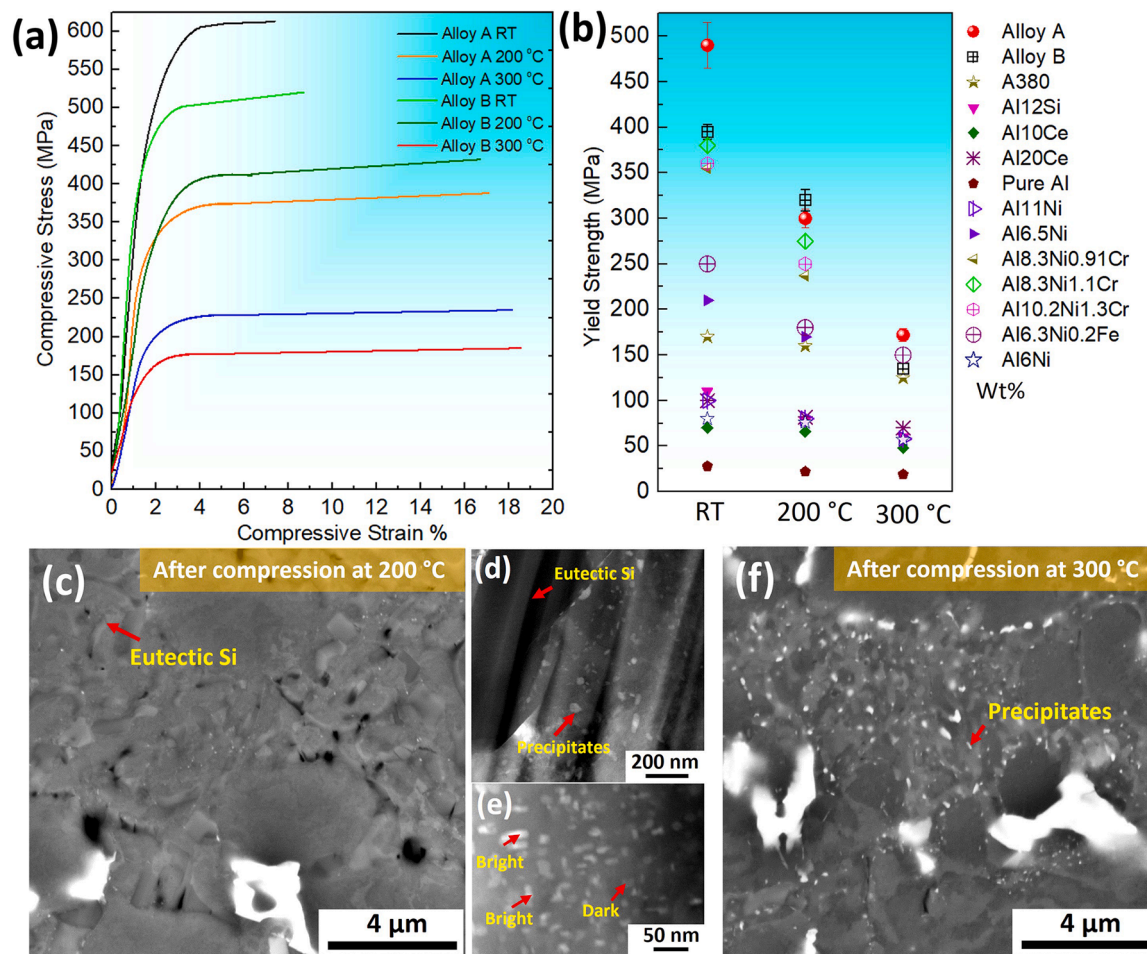 (a)
600
550
500
450
400
350
300
250
200
150
100
50
0
Compressive Stress (MPa)
0 2 4 6 8 10 12 14 16 18 20
Compressive Strain %
Alloy A RT
Alloy A 200 °C
Alloy A 300 °C
Alloy B RT
Alloy B 200 °C
Alloy B 300 °C
(b)
500
450
400
350
300
250
200
150
100
50
0
Yield Strength (MPa)
RT 200 °C 300 °C
Alloy A
Alloy B
A380
Al12Si
Al10Ce
Al20Ce
Pure Al
Al11Ni
Al6.5Ni
Al8.3Ni0.91Cr
Al8.3Ni1.1Cr
Al10.2Ni1.3Cr
Al6.3Ni0.2Fe
Al6Ni
Wt%
(c)
After compression at 200 °C
Eutectic Si
4 μm
(d)
Eutectic Si
Precipitates
200 nm
(e)
Bright
Bright
Dark
50 nm
(f)
After compression at 300 °C
Precipitates
4 μm